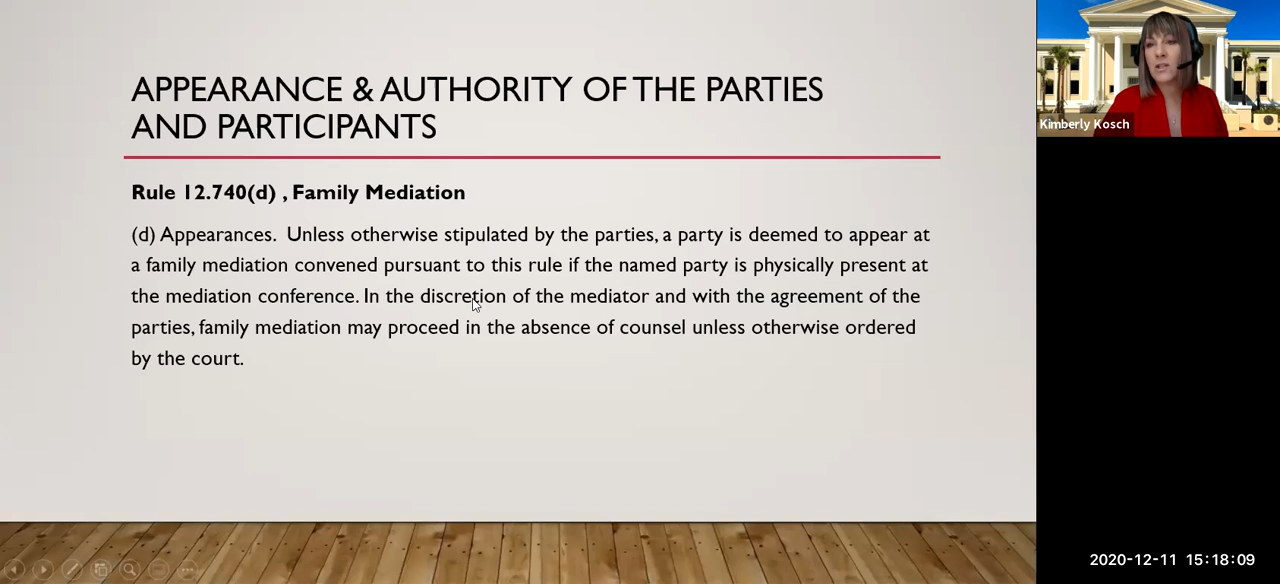 APPEARANCE & AUTHORITY OF THE PARTIES
AND PARTICIPANTS
Rule 12.740(d) , Family Mediation
(d) Appearances. Unless otherwise stipulated by the parties, a party is deemed to appear at
a family mediation convened pursuant to this rule if the named party is physically present at
the mediation conference. In the discretion of the mediator and with the agreement of the
parties, family mediation may proceed in the absence of counsel unless otherwise ordered
by the court.
Kimberly Kosch
2020-12-11 15:18:09